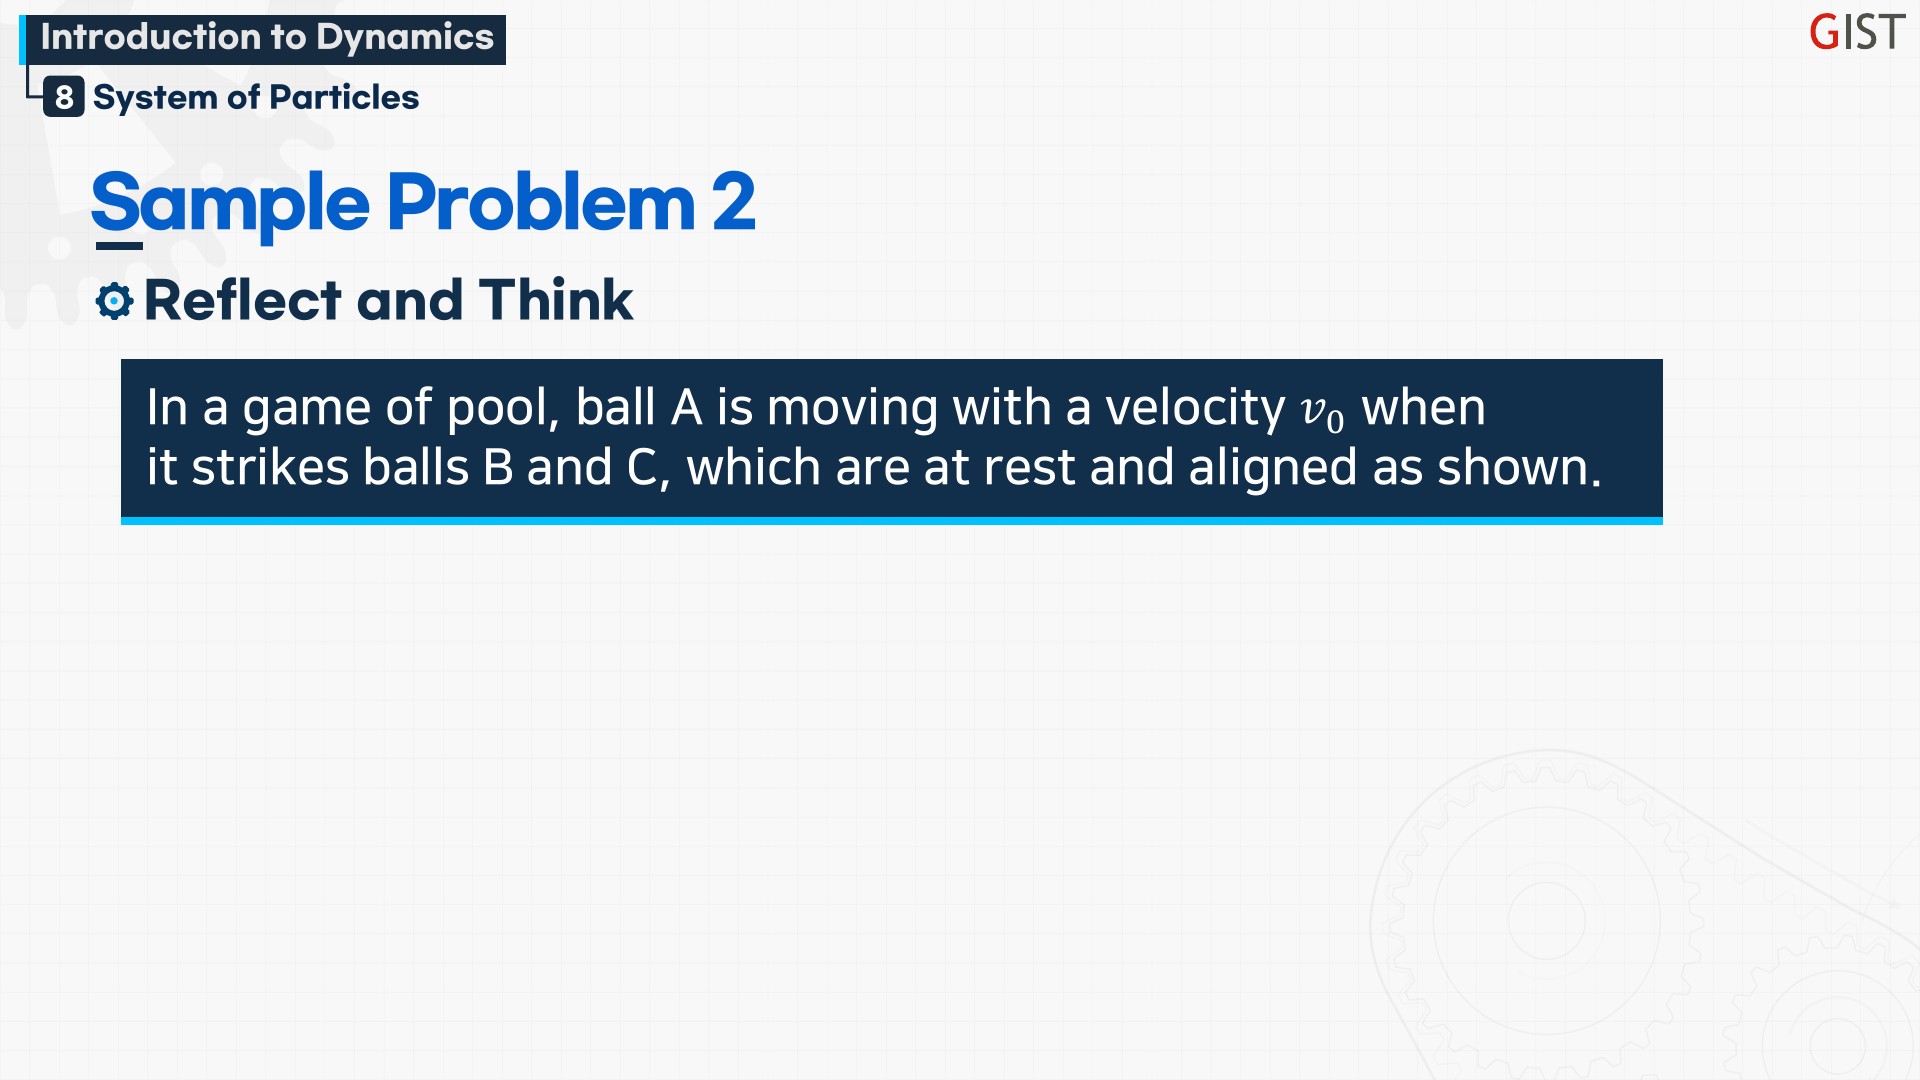 Introduction to Dynamics
GIST
8 System of Particles
Sample Problem 2
Reflect and Think
In a game of pool, ball A is moving with a velocity 𝑣₀ when
it strikes balls B and C, which are at rest and aligned as shown.